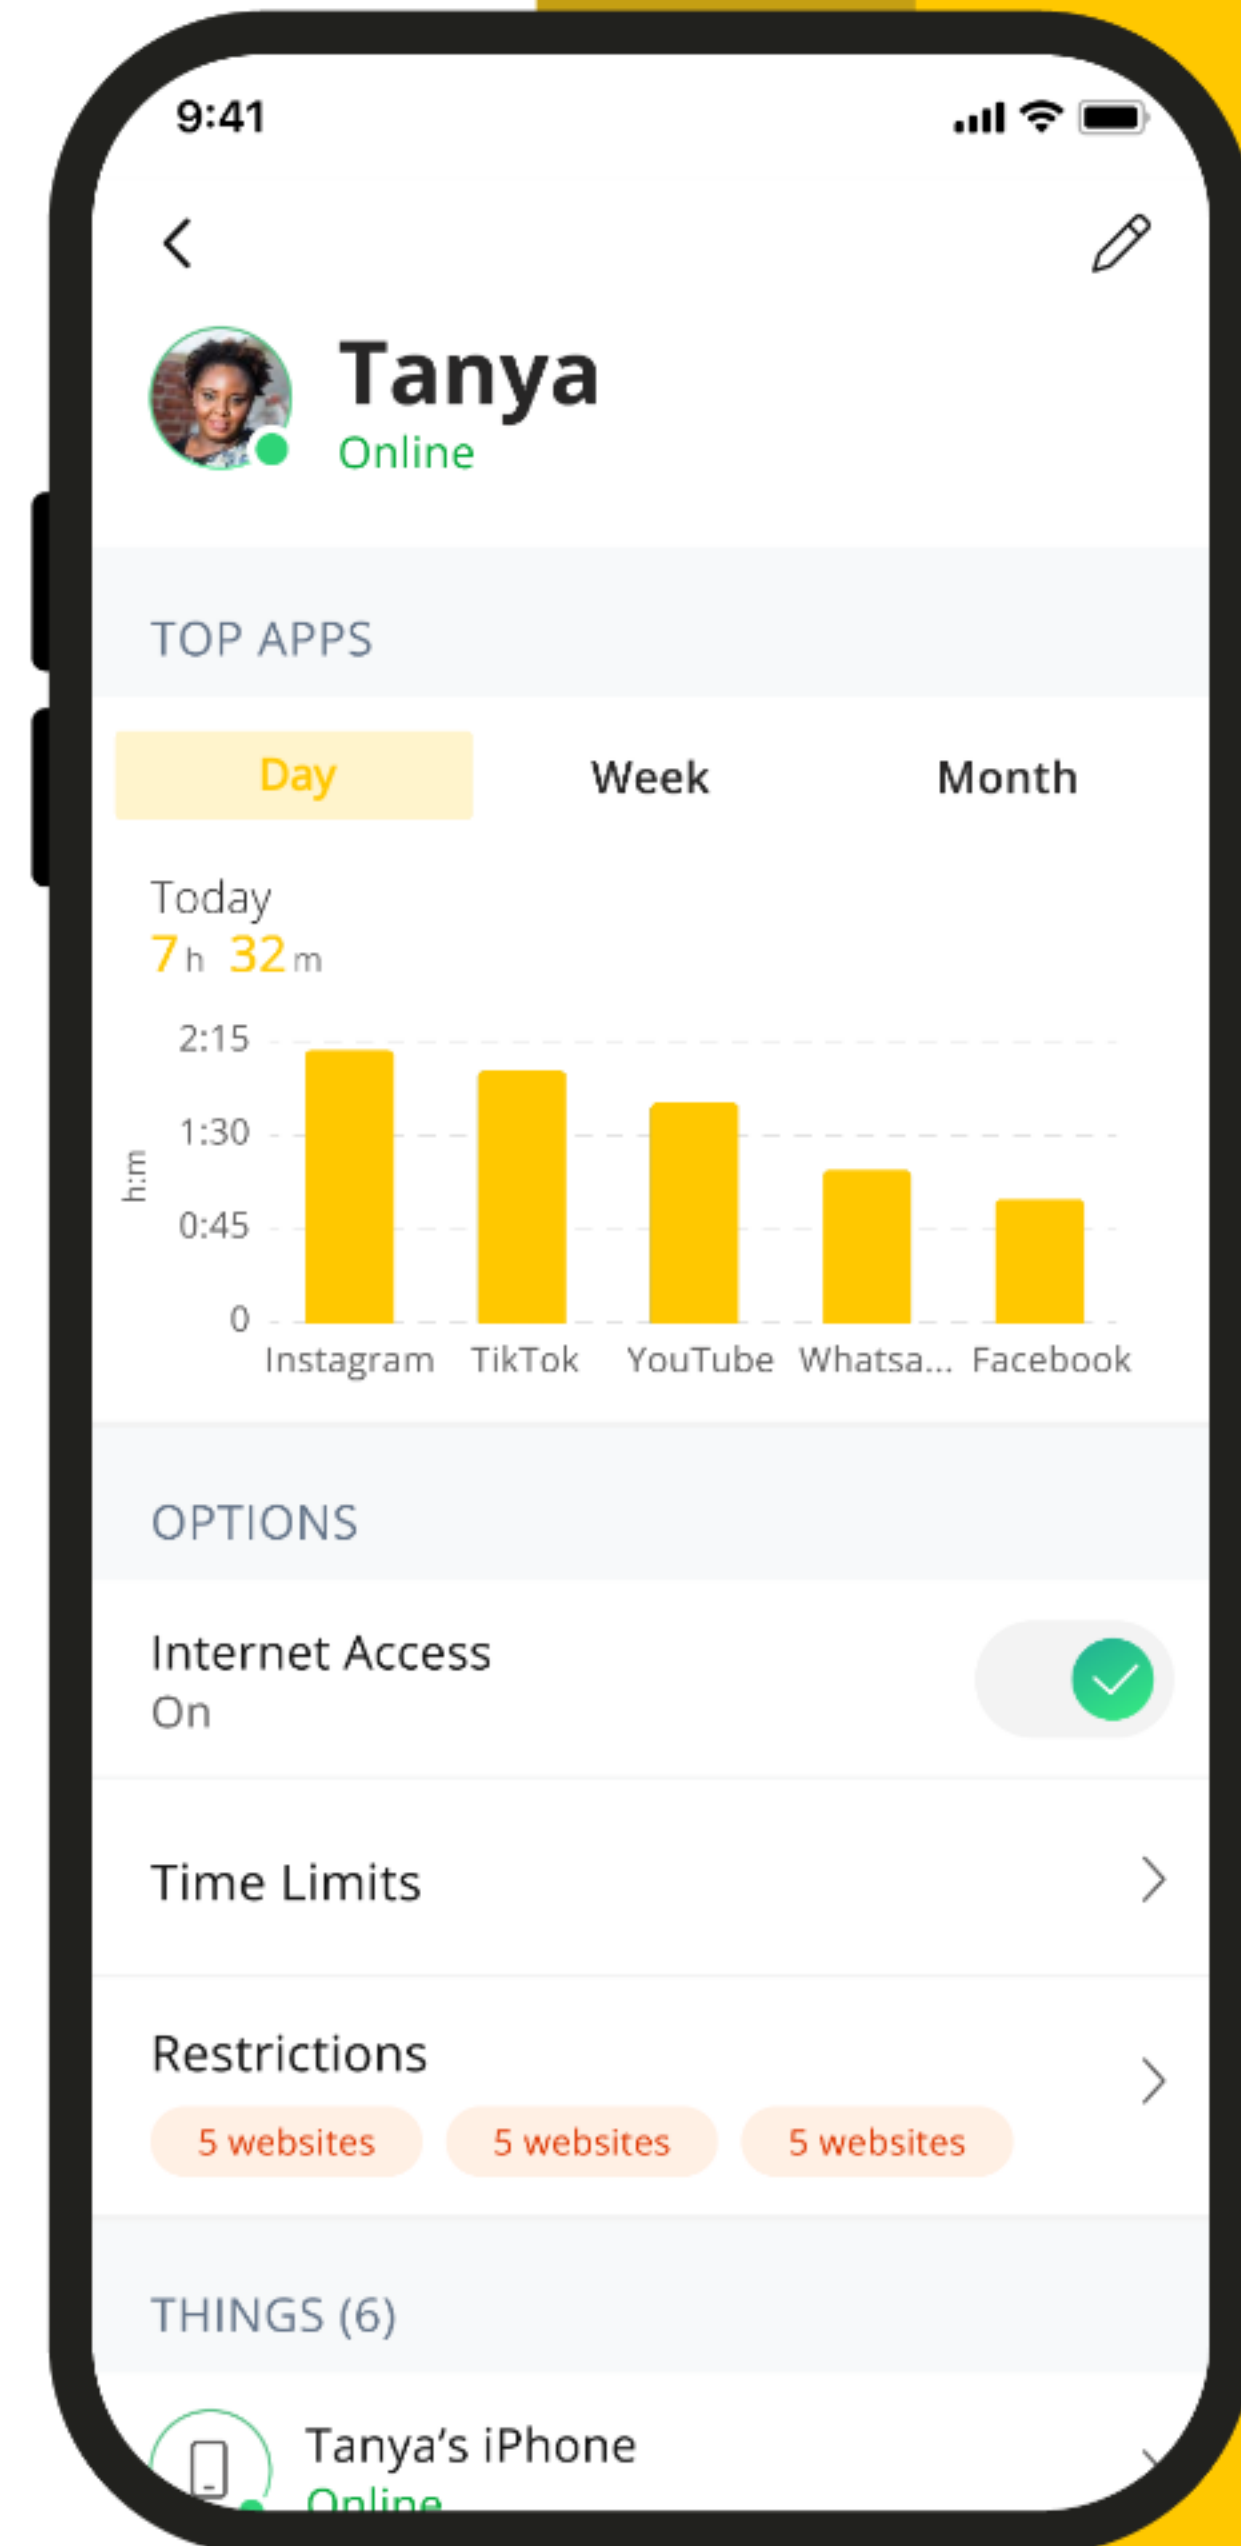 9:41
Tanya
Online
TOP APPS
Day Week Month
Today
7 h 32 m
2:15
1:30
0:45
0
h:m
Instagram TikTok YouTube Whatsa... Facebook
OPTIONS
Internet Access
On
Time Limits
Restrictions
5 websites 5 websites 5 websites
THINGS (6)
Tanya's iPhone
Online